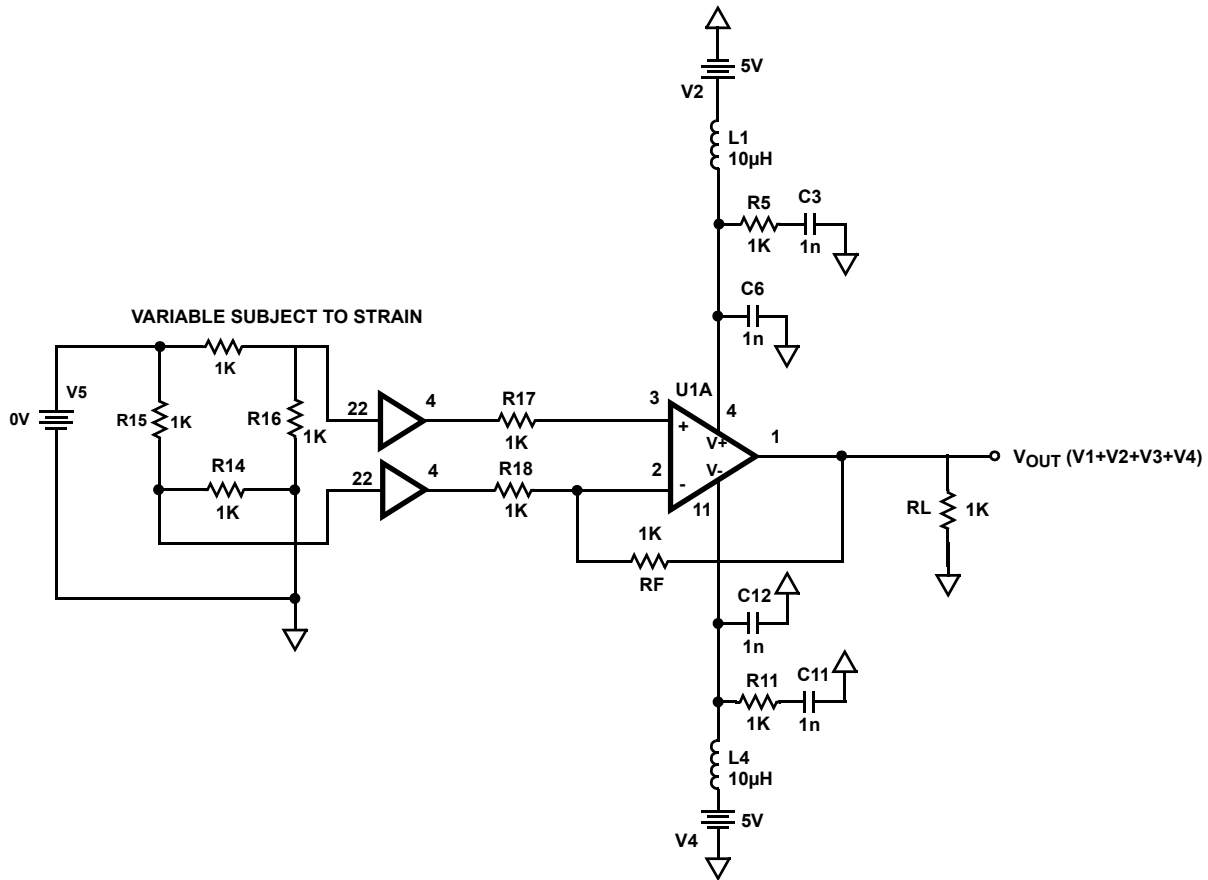 5V
V2
L1
10µH
R5
C3
1K
1n
C6
1n
VARIABLE SUBJECT TO STRAIN
1K
V5
0V
R15
1K
R16
1K
R14
1K
22
4
R17
1K
22
4
R18
1K
U1A
3
4
+
V+
1
2
V-
-
11
VOUT (V1+V2+V3+V4)
RL
1K
1K
RF
C12
1n
R11
C11
1K
1n
L4
10µH
5V
V4